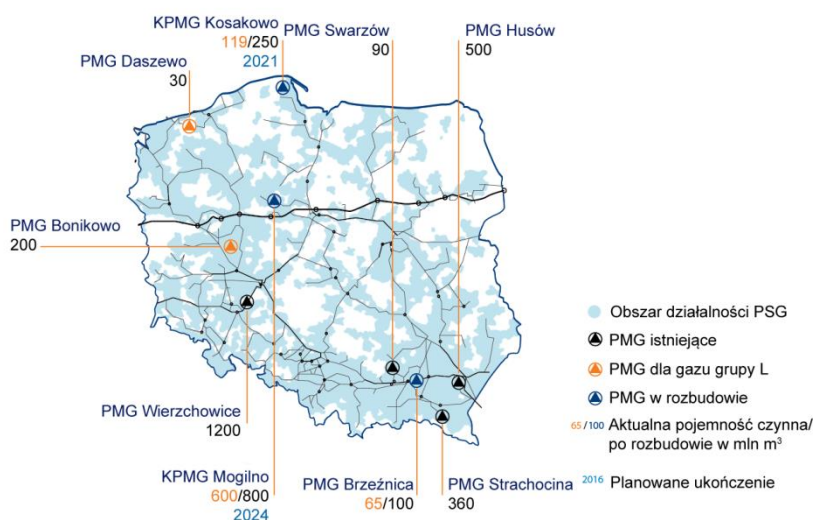 KPMG Kosakowo
119/250
2021
PMG Swarzów
90
PMG Husów
500
PMG Daszewo
30
PMG Bonikowo
200
PMG Wierzchowice
1200
KPMG Mogilno
600/800
2024
PMG Brzeźnica
65/100
PMG Strachocina
360
Obszar działalności PSG
PMG istniejące
PMG dla gazu grupy L
PMG w rozbudowie
65/100 Aktualna pojemność czynna/
po rozbudowie w mln m³
2016 Planowane ukończenie